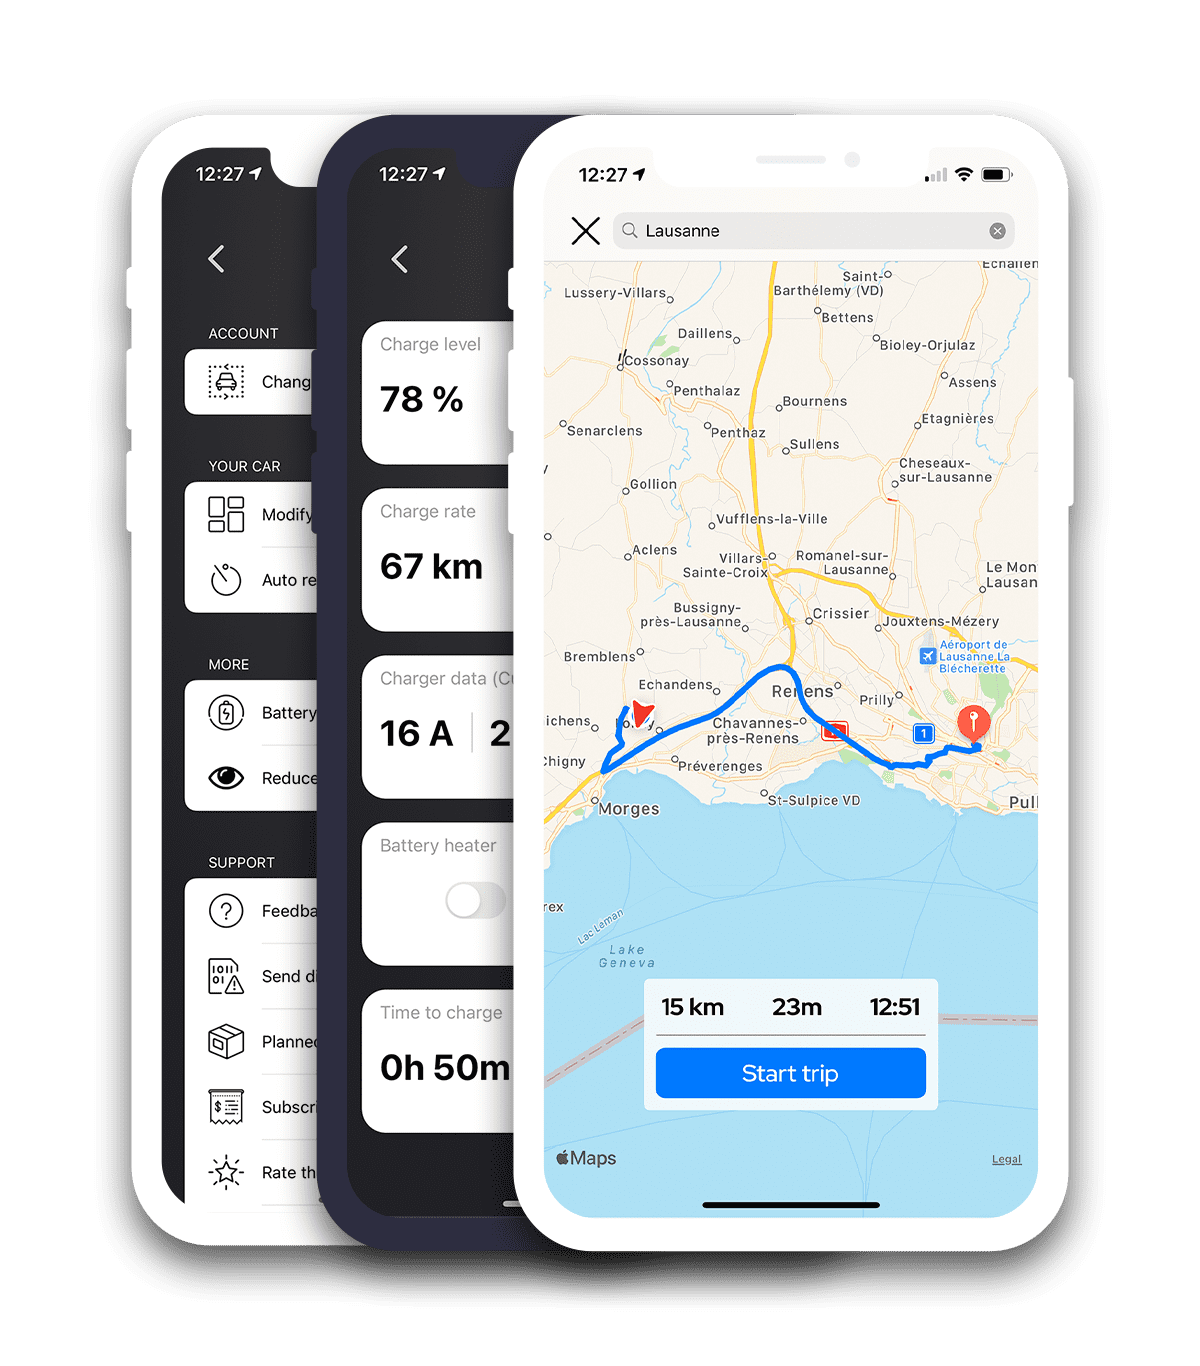 12:27
ACCOUNT
Chang
YOUR CAR
Modify
Auto re
MORE
Battery
Reduce
SUPPORT
Feedba
Send di
Planned
Subscri
Rate th
12:27
Charge level
78 %
Charge rate
67 km
Charger data (Cu
16 A 2
Battery heater
Time to charge
0h 50m
12:27
Lausanne
Echallen
Saint-
Barthélemy (VD)
Lussery-Villars
Bettens
Daillens
Bioley-Orjulaz
Cossonay
Assens
Penthalaz
Bournens
Etagnières
Senarclens
Penthaz
Sullens
Cheseaux-
sur-Lausanne
Gollion
Vufflens-la-Ville
Aclens
Villars-
Sainte-Croix
Romanel-sur-
Lausanne
Le Mon
Lausan
Bussigny-
près-Lausanne
Crissier
Jouxtens-Mézery
Aéroport de
Lausanne La
Blécherette
Bremblens
Echandens
Renens
Prilly
ichens
Chavannes-
près-Renens
1
Chigny
Préverenges
St-Sulpice VD
Morges
Pull
rex
Lac Léman
Lake
Geneva
15 km 23m 12:51
Start trip
Maps
Legal